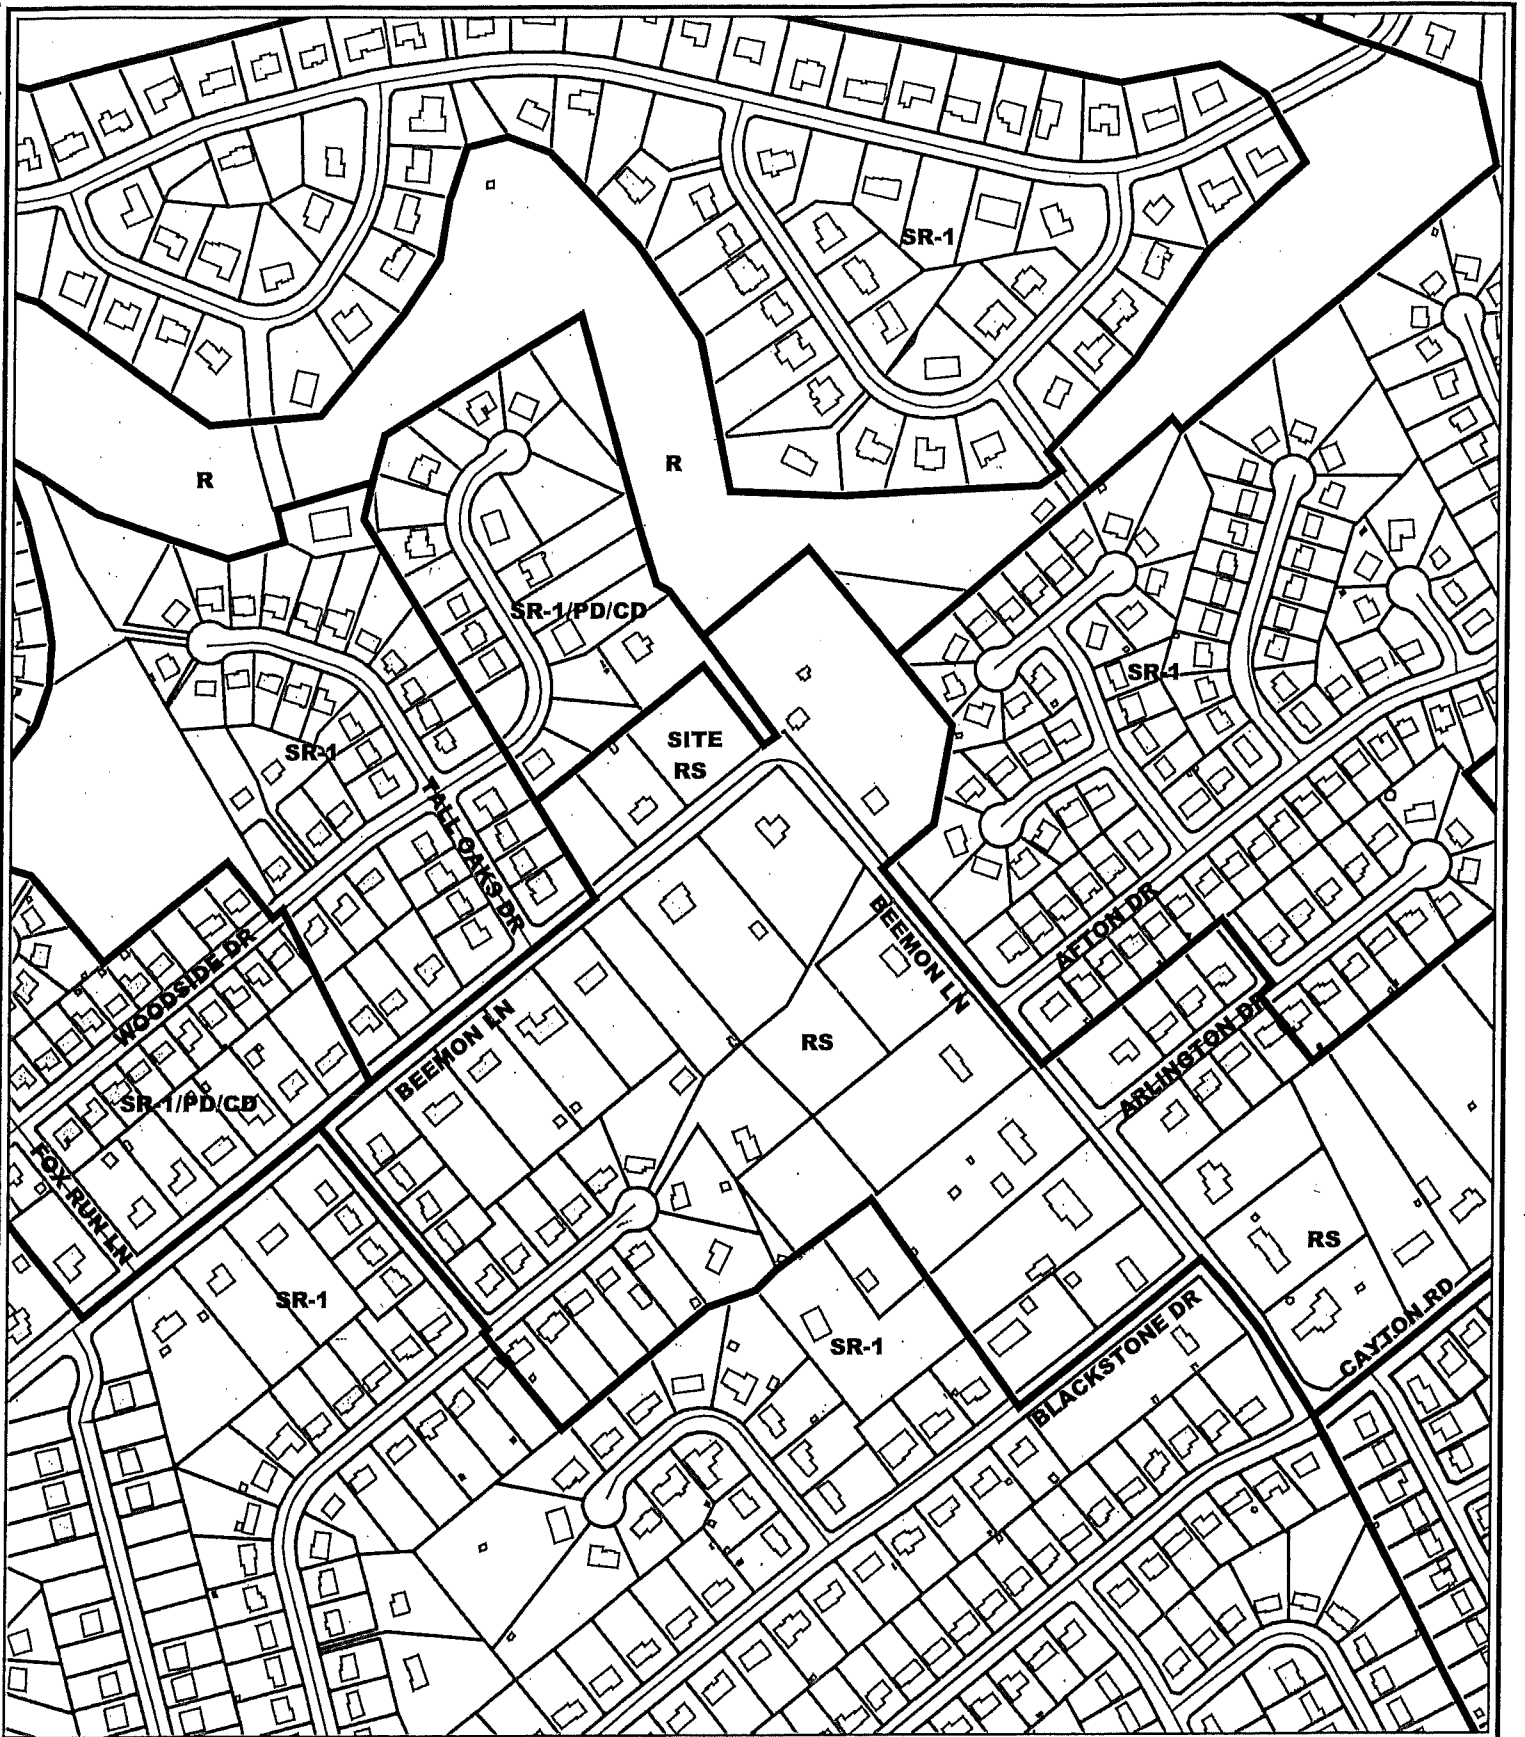 SR-1
R
R
SR-1/PD/CD
SR-1
SITE
RS
SR-1
TALL OAKS DR
BEEMON LN
AFTON DR
WOODSIDE DR
BEEMON LN
RS
ARLINGTON DR
SR-1/PD/CD
FOX RUN LN
RS
SR-1
SR-1
BLACKSTONE DR
CAYTON RD